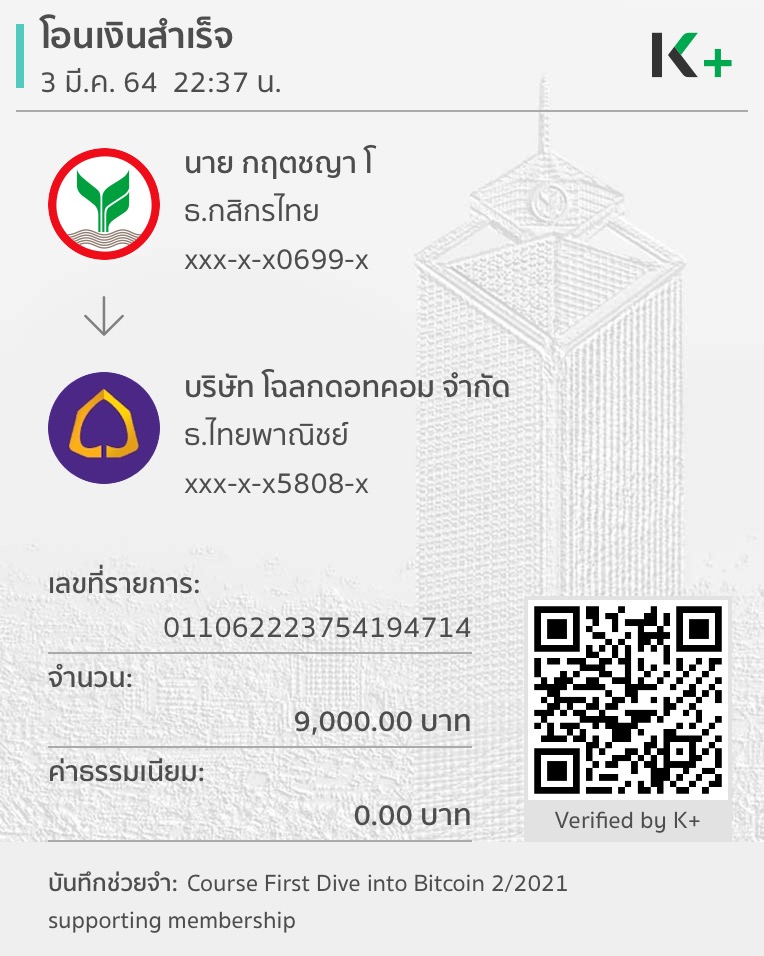 โอนเงินสำเร็จ
3 มี.ค. 64 22:37 น.
K+
นาย กฤตชญา โ
ธ.กสิกรไทย
xxx-x-x0699-x
บริษัท โฉลกดอทคอม จำกัด
ธ.ไทยพาณิชย์
xxx-x-x5808-x
เลขที่รายการ:
011062223754194714
จำนวน:
9,000.00 บาท
ค่าธรรมเนียม:
0.00 บาท
Verified by K+
บันทึกช่วยจำ: Course First Dive into Bitcoin 2/2021
supporting membership